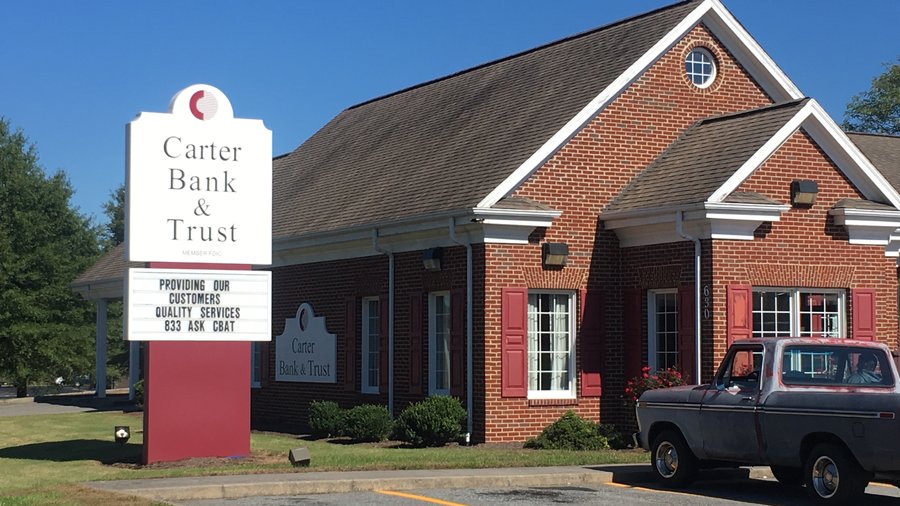 Carter
Bank
&
Trust
MEMBER FDIC
PROVIDING OUR
CUSTOMERS
QUALITY SERVICES
833 ASK CBAT
Carter
Bank & Trust
630